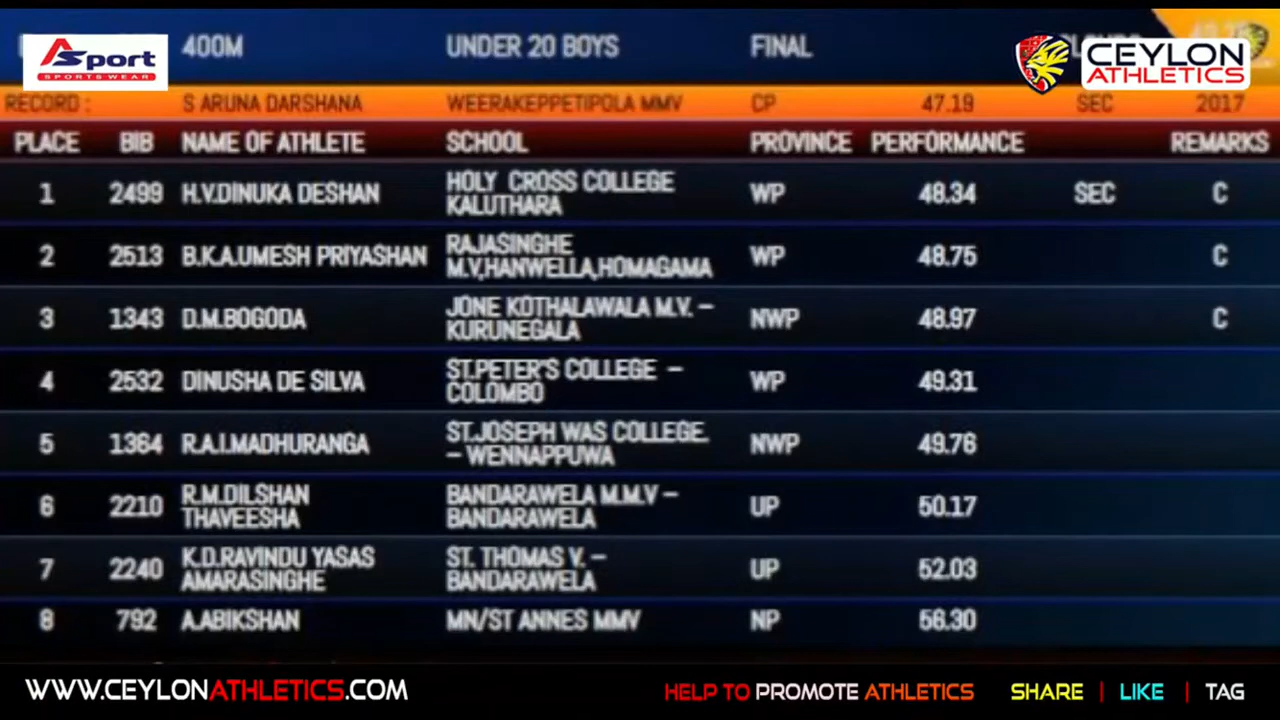 Sport
SPORTS WEAR
400M UNDER 20 BOYS FINAL
CEYLON
ATHLETICS
RECORD : S ARUNA DARSHANA WEERAKEPPETIPOLA MMV CP 47.19 SEC 2017
PLACE BIB NAME OF ATHLETE SCHOOL PROVINCE PERFORMANCE REMARKS
1 2499 H.V.DINUKA DESHAN HOLY CROSS COLLEGE WP 48.34 SEC C
KALUTHARA
2 2513 B.K.A.UMESH PRIYASHAN RAJASINGHE WP 48.75 C
M.V,HANWELLA,HOMAGAMA
3 1343 D.M.BOGODA JONE KOTHALAWALA M.V. – NWP 48.97 C
KURUNEGALA
4 2532 DINUSHA DE SILVA ST.PETER'S COLLEGE – WP 49.31
COLOMBO
5 1364 R.A.I.MADHURANGA ST.JOSEPH WAS COLLEGE. NWP 49.76
– WENNAPPUWA
6 2210 R.M.DILSHAN BANDARAWELA M.M.V – UP 50.17
THAVEESHA BANDARAWELA
7 2240 K.D.RAVINDU YASAS ST. THOMAS V. – UP 52.03
AMARASINGHE BANDARAWELA
8 792 A.ABIKSHAN MN/ST ANNES MMV NP 56.30
WWW.CEYLONATHLETICS.COM HELP TO PROMOTE ATHLETICS SHARE | LIKE | TAG